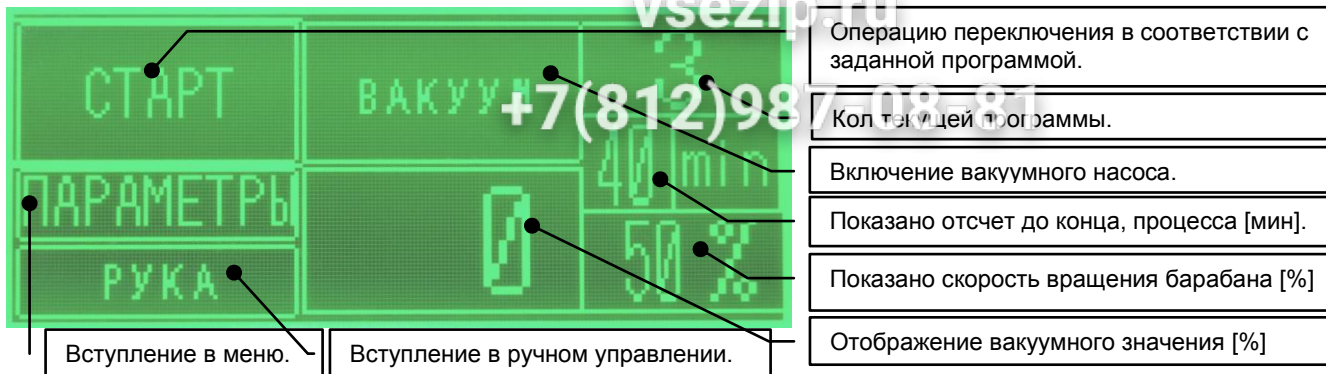 vsezip.ru
СТАРТ
ВАКУУМ
3
+7(812)987-08-81
40 min
ПАРАМЕТРЫ
0
50 %
РУКА
Операцию переключения в соответствии с
заданной программой.
Кол текущей программы.
Включение вакуумного насоса.
Показано отсчет до конца, процесса [мин].
Показано скорость вращения барабана [%]
Отображение вакуумного значения [%]
Вступление в меню.
Вступление в ручном управлении.